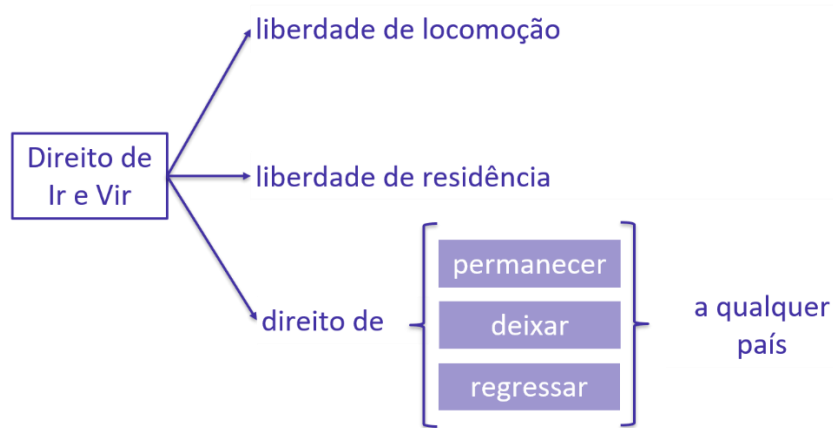 liberdade de locomoção
Direito de
Ir e Vir
liberdade de residência
direito de
permanecer
deixar
regressar
a qualquer
país